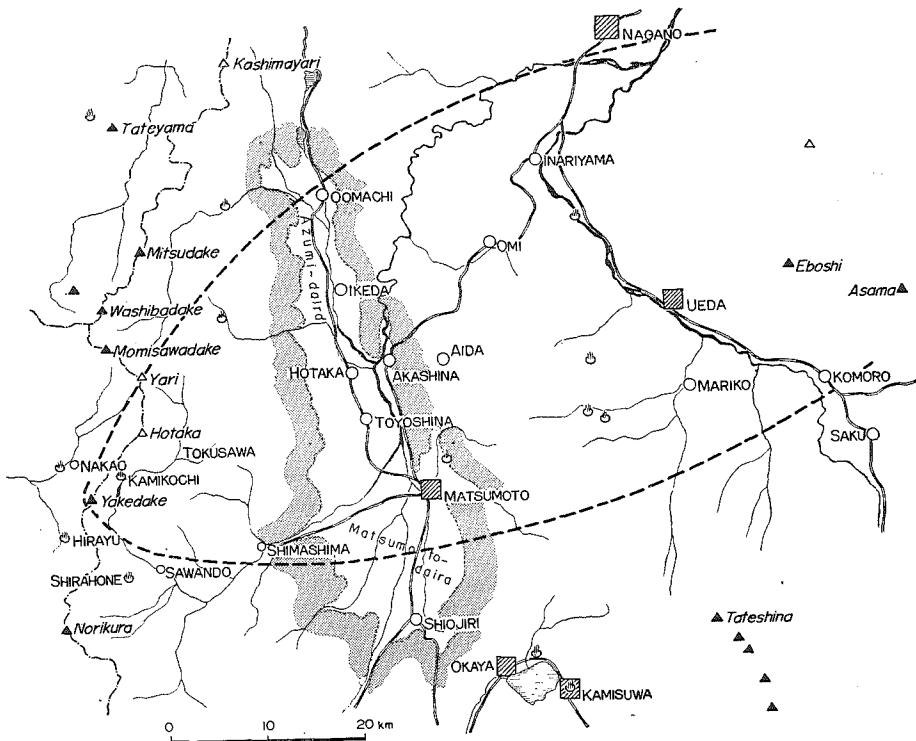 NAGANO
Kashimayari
Tateyama
INARIYAMA
OOMACHI
Azumi-daira
OMI
Mitsudake
Eboshi
Asama
IKEDA
Washibadake
UEDA
Momisawadake
AIDA
Yari
HOTAKA
AKASHINA
MARIKO
KOMORO
TOYOSHINA
Hotaka
SAKU
TOKUSAWA
NAKAO
KAMIKOCHI
MATSUMOTO
Yakedake
HIRAYU
SHIMASHIMA
Matsumoto-
daira
SHIRAHONE
SAWANDO
Norikura
SHIOJIRI
Tateshina
OKAYA
KAMISUWA
0 10 20 km